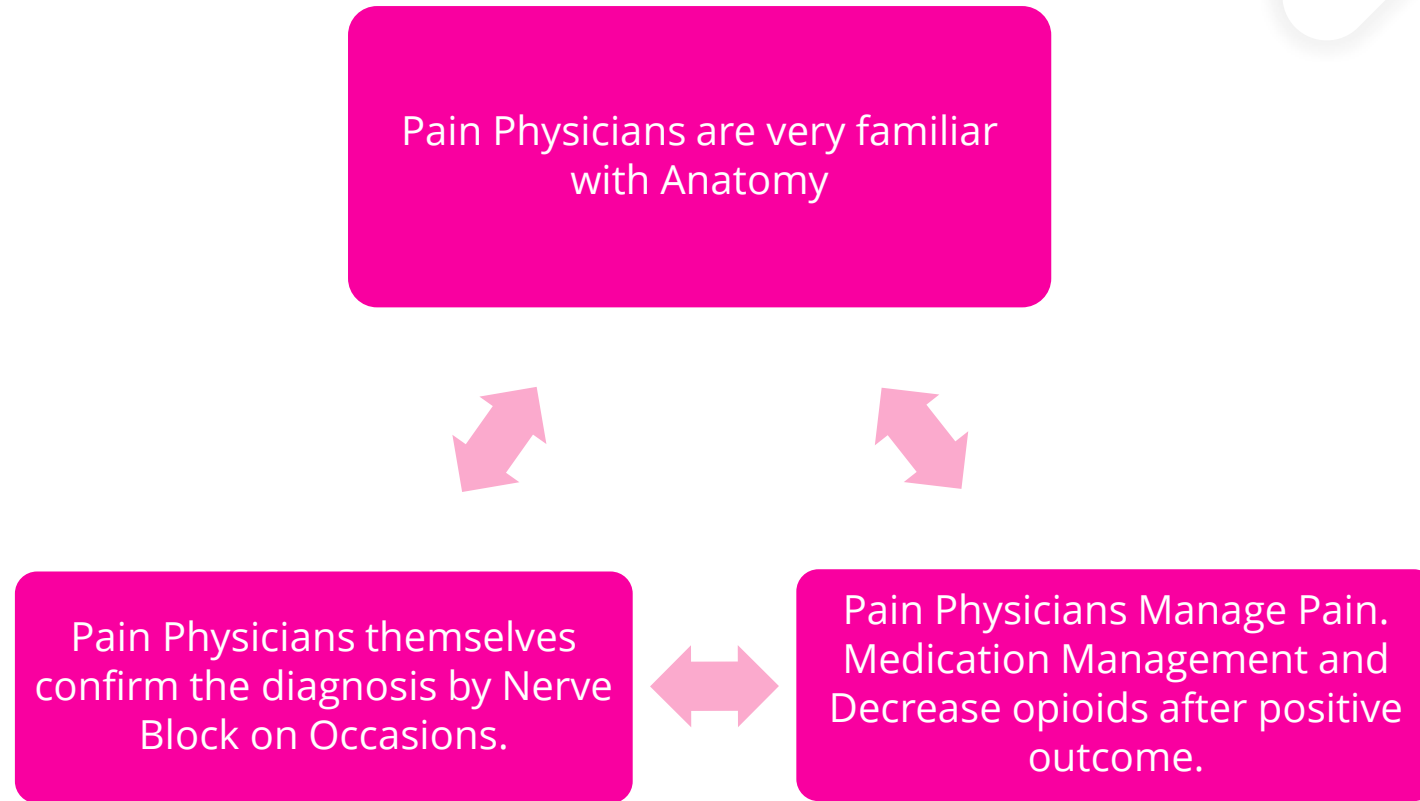 Pain Physicians are very familiar
with Anatomy
Pain Physicians themselves
confirm the diagnosis by Nerve
Block on Occasions.
Pain Physicians Manage Pain.
Medication Management and
Decrease opioids after positive
outcome.